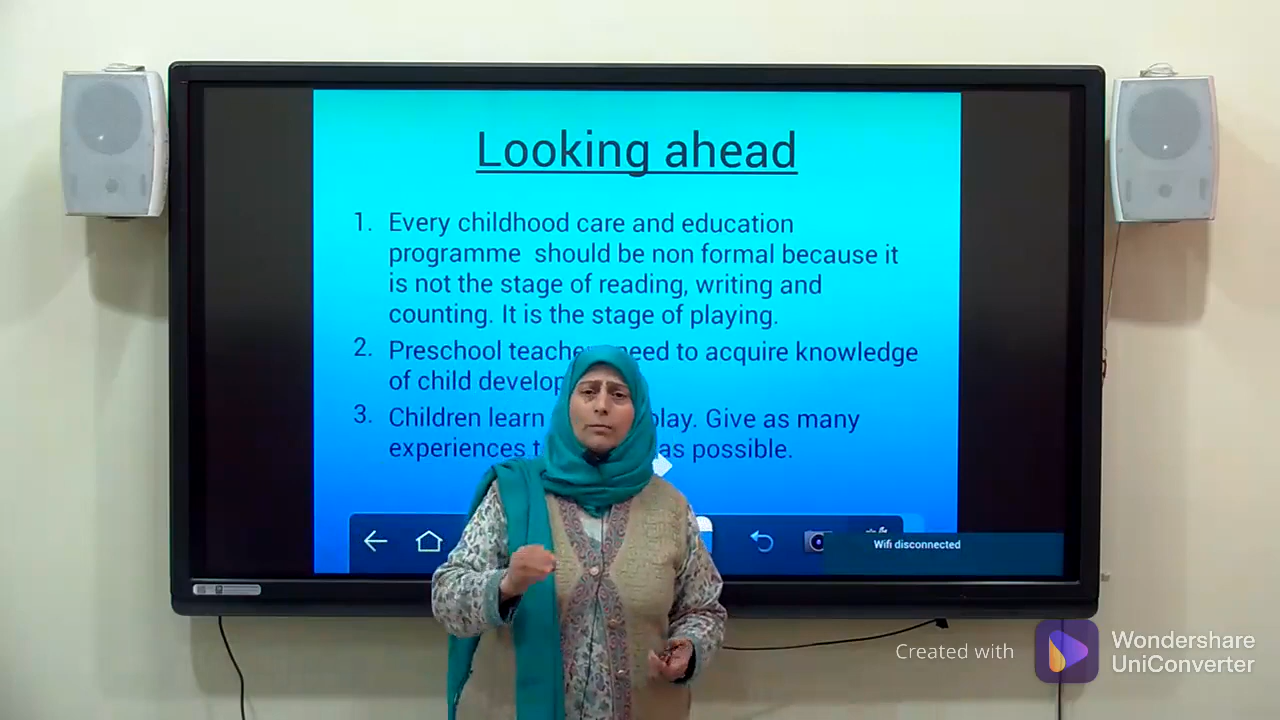 Looking ahead
1. Every childhood care and education
programme should be non formal because it
is not the stage of reading, writing and
counting. It is the stage of playing.
2. Preschool need to acquire knowledge
of child
3. Children learn play. Give as many
experiences as possible.
Wifi disconnected
Created with
Wondershare
UniConverter